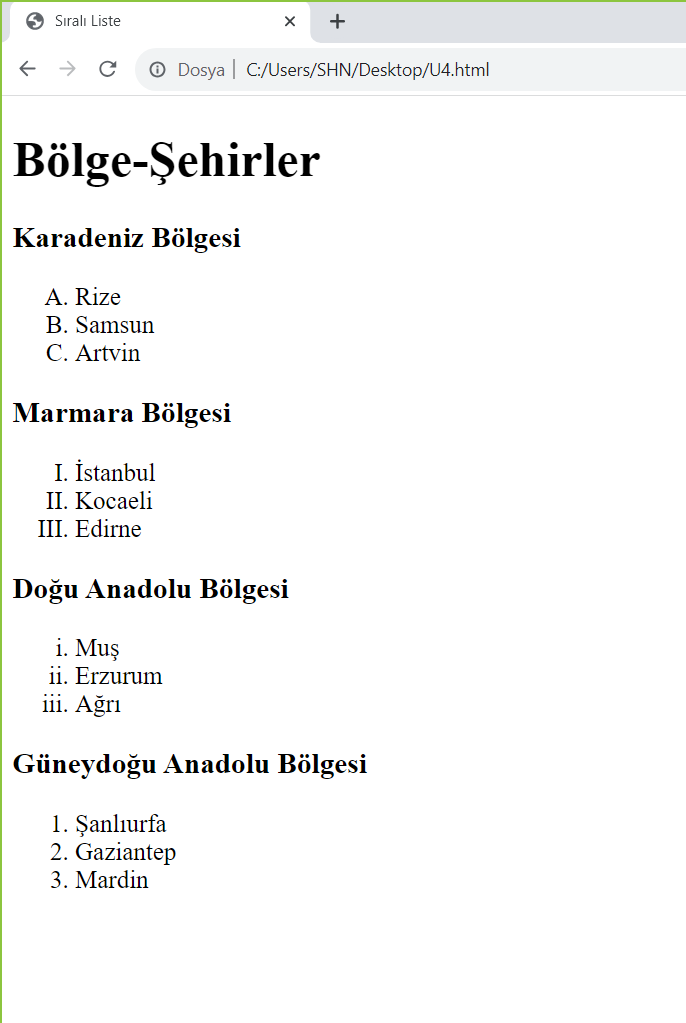 Sıralı Liste
Dosya C:/Users/SHN/Desktop/U4.html
Bölge-Şehirler
Karadeniz Bölgesi
A. Rize
B. Samsun
C. Artvin
Marmara Bölgesi
I. İstanbul
II. Kocaeli
III. Edirne
Doğu Anadolu Bölgesi
i. Muş
ii. Erzurum
iii. Ağrı
Güneydoğu Anadolu Bölgesi
1. Şanlıurfa
2. Gaziantep
3. Mardin